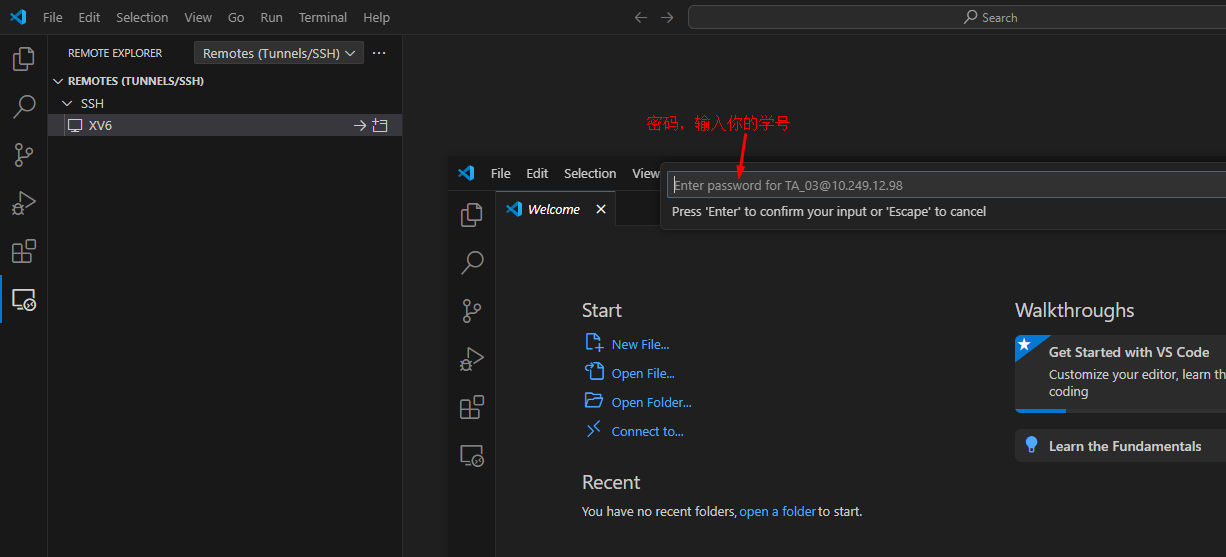 File Edit Selection View Go Run Terminal Help
Search
REMOTE EXPLORER
Remotes (Tunnels/SSH)
REMOTES (TUNNELS/SSH)
SSH
XV6
密码，输入你的学号
File Edit Selection View
Enter password for TA_03@10.249.12.98
Press 'Enter' to confirm your input or 'Escape' to cancel
Welcome
Start
New File...
Open File...
Open Folder...
Connect to...
Recent
You have no recent folders, open a folder to start.
Walkthroughs
Get Started with VS Code
Customize your editor, learn th
coding
Learn the Fundamentals